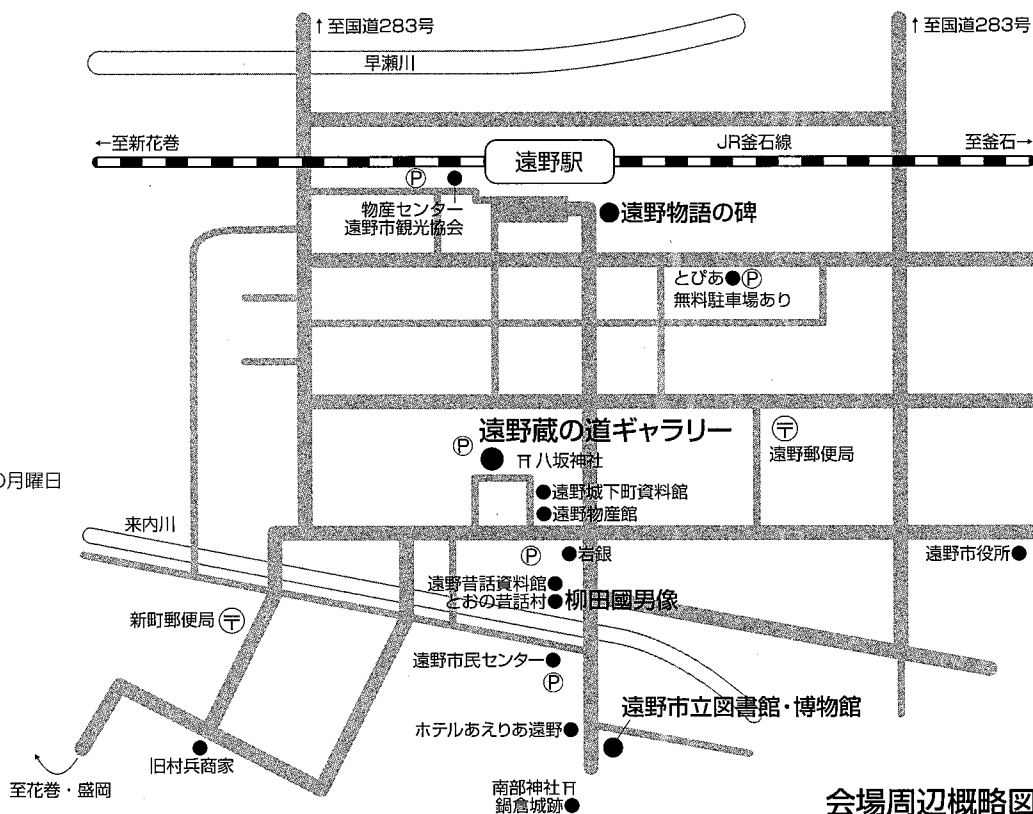 ↑至国道283号
↑至国道283号
早瀬川
←至新花巻
JR釜石線
至釜石→
遠野駅
Ⓟ
物産センター
遠野市観光協会
●遠野物語の碑
とぴあ●Ⓟ
無料駐車場あり
遠野蔵の道ギャラリー
Ⓟ
八坂神社
〒
遠野郵便局
の月曜日
●遠野城下町資料館
●遠野物産館
来内川
Ⓟ
●岩銀
遠野市役所●
遠野昔話資料館●
とおの昔話村●柳田國男像
新町郵便局〒
遠野市民センター●
Ⓟ
遠野市立図書館・博物館
ホテルあえりあ遠野●
旧村兵商家
至花巻・盛岡
南部神社
鍋倉城跡●
会場周辺概略図